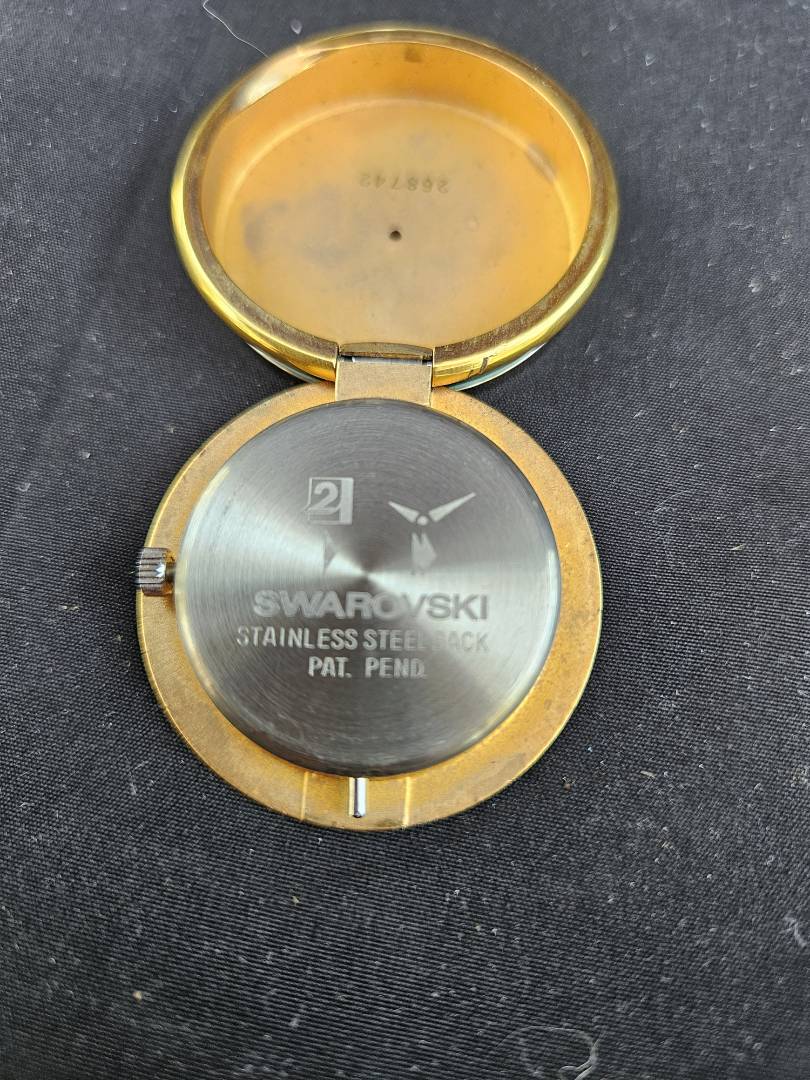 268742
2
SWAROVSKI
STAINLESS STEEL BACK
PAT. PEND.